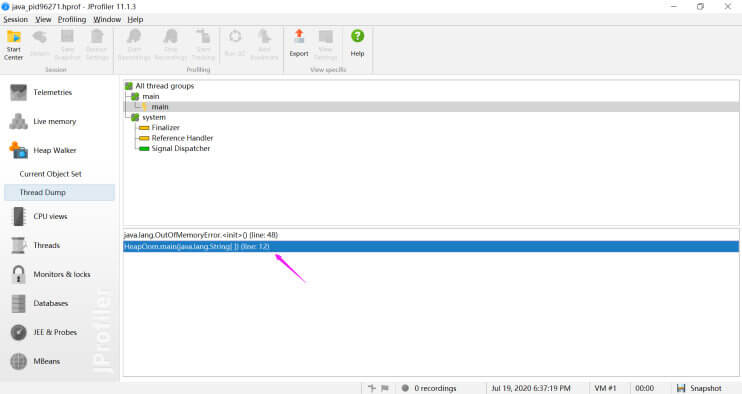 java_pid96271.hprof - JProfiler 11.1.3
Session View Profiling Window Help
Start Center
Detach
Save Snapshot
Session Settings
Start Recordings
Stop Recordings
Start Tracking
Run GC
Add Bookmark
Export
View Settings
Help
Session
Profiling
View specific
Telemetries
Live memory
Heap Walker
Current Object Set
Thread Dump
CPU views
Threads
Monitors & locks
Databases
JEE & Probes
MBeans
JProfiler
All thread groups
main
main
system
Finalizer
Reference Handler
Signal Dispatcher
java.lang.OutOfMemoryError.<init>() (line: 48)
HeapOom.main(java.lang.String[ ]) (line: 12)
0 recordings
Jul 19, 2020 6:37:19 PM
VM #1
00:00
Snapshot